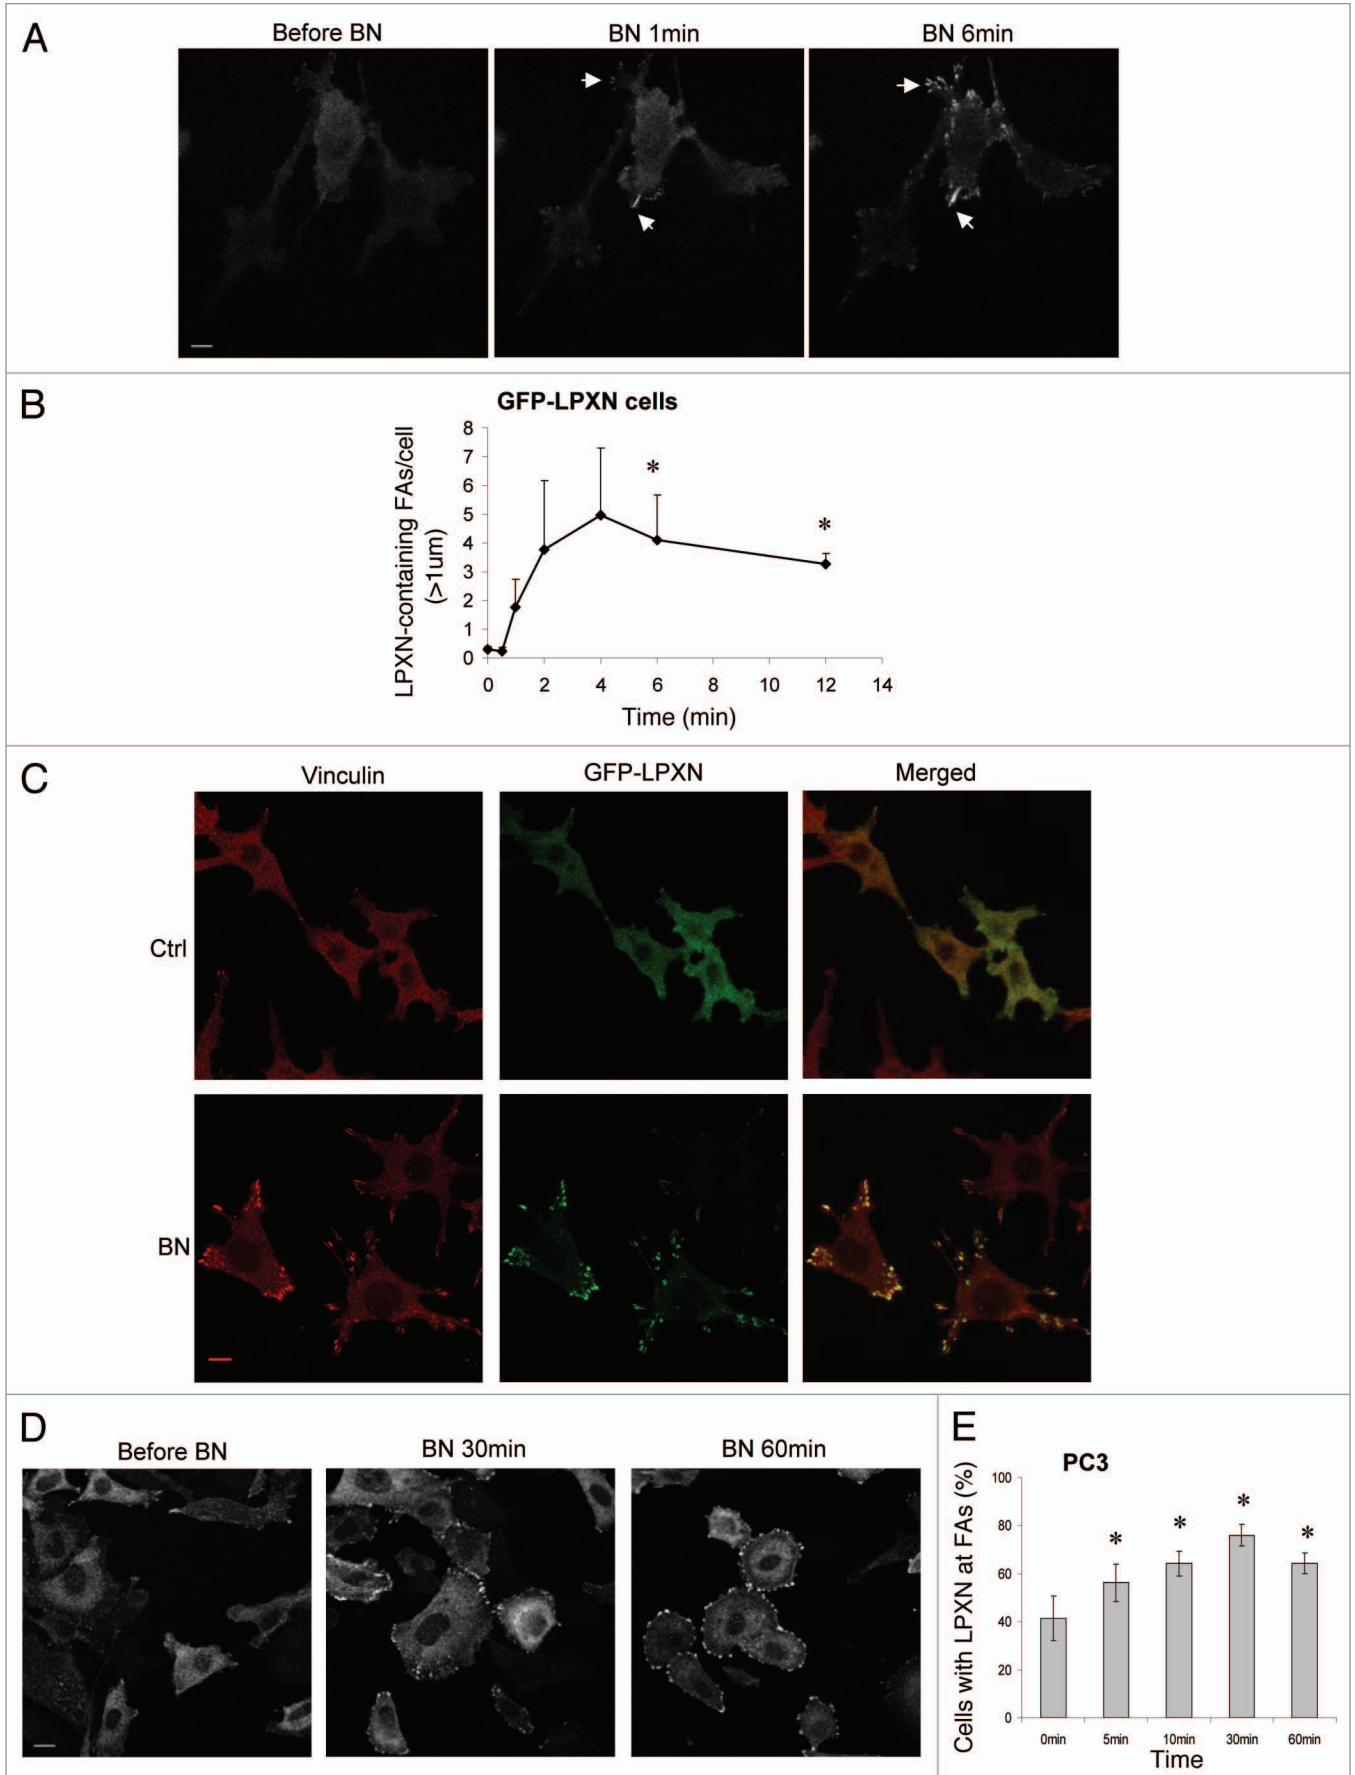 A
Before BN
BN 1min
BN 6min
B
GFP-LPXN cells
LPXN-containing FAs/cell
(>1um)
8
7
6
5
4
3
2
1
0
*
*
0 2 4 6 8 10 12 14
Time (min)
C
Vinculin
GFP-LPXN
Merged
Ctrl
BN
D
Before BN
BN 30min
BN 60min
E
PC3
Cells with LPXN at FAs (%)
100
80
60
40
20
0
* * * *
0min 5min 10min 30min 60min
Time